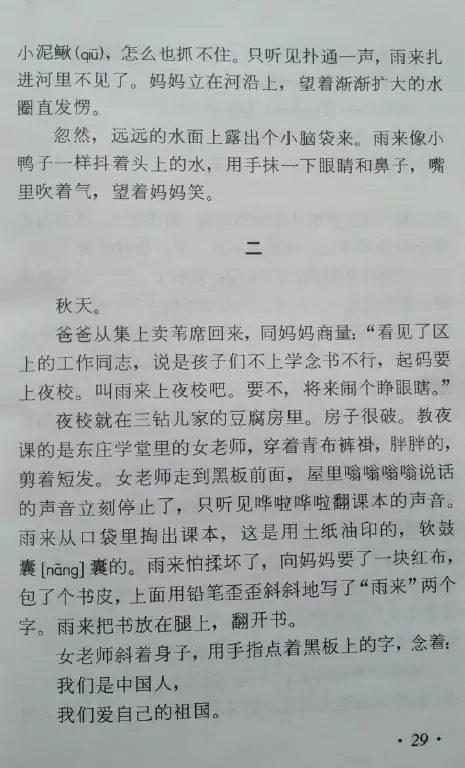 小泥鳅(qiū)，怎么也抓不住。只听见扑通一声，雨来扎
进河里不见了。妈妈立在河沿上，望着渐渐扩大的水
圈直发愣。
忽然，远远的水面上露出个小脑袋来。雨来像小
鸭子一样抖着头上的水，用手抹一下眼睛和鼻子，嘴
里吹着气，望着妈妈笑。
二
秋天。
爸爸从集上卖苇席回来，同妈妈商量：“看见了区
上的工作同志，说是孩子们不上学念书不行，起码要
上夜校。叫雨来上夜校吧。要不，将来闹个睁眼瞎。”
夜校就在三钻儿家的豆腐房里。房子很破。教夜
课的是东庄学堂里的女老师，穿着青布裤褂，胖胖的，
剪着短发。女老师走到黑板前面，屋里嗡嗡嗡嗡说话
的声音立刻停止了，只听见哗啦哗啦翻课本的声音。
雨来从口袋里掏出课本，这是用土纸油印的，软鼓
囊[nāng]囊的。雨来怕揉坏了，向妈妈要了一块红布，
包了个书皮，上面用铅笔歪歪斜斜地写了“雨来”两个
字。雨来把书放在腿上，翻开书。
女老师斜着身子，用手指点着黑板上的字，念着：
我们是中国人，
我们爱自己的祖国。
· 29 ·